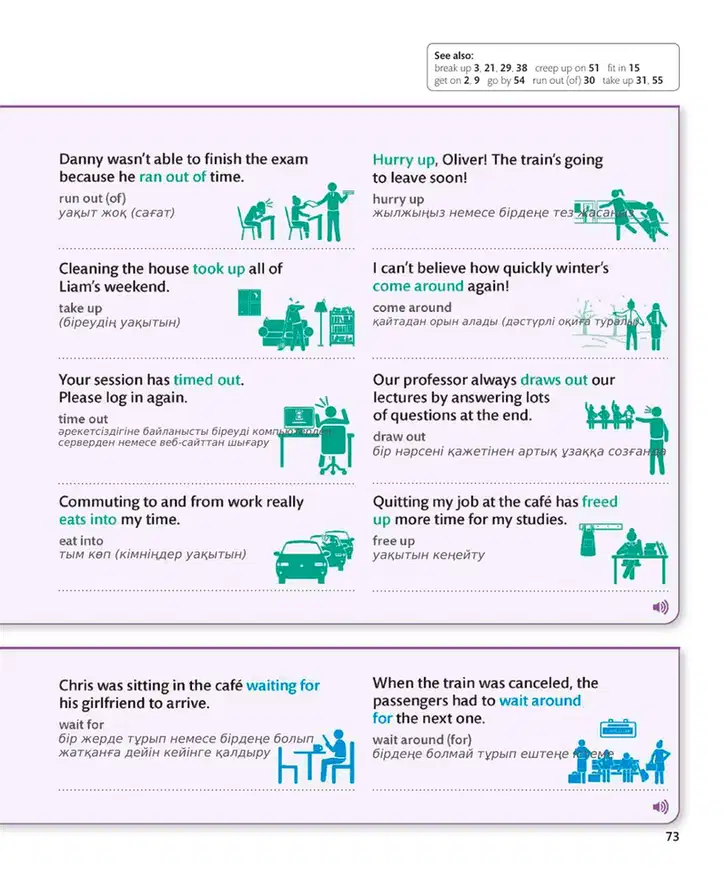 See also:
break up 3, 21, 29, 38 creep up on 51 fit in 15
get on 2, 9 go by 54 run out (of) 30 take up 31, 55
Danny wasn't able to finish the exam
because he ran out of time.
run out (of)
уақыт жоқ (сағат)
Hurry up, Oliver! The train's going
to leave soon!
hurry up
жылжыңыз немесе бірдеңе тез жасаңыз
Cleaning the house took up all of
Liam's weekend.
take up
(біреудің уақытын)
I can't believe how quickly winter's
come around again!
come around
қайтадан орын алады (дәстүрлі оқиға туралы)
Your session has timed out.
Please log in again.
time out
әрекетсіздігіне байланысты біреуді компьютерден
серверден немесе веб-сайттан шығару
Our professor always draws out our
lectures by answering lots
of questions at the end.
draw out
бір нәрсені қажетінен артық ұзаққа созғанда
Commuting to and from work really
eats into my time.
eat into
тым көп (кімніңдер уақытын)
Quitting my job at the café has freed
up more time for my studies.
free up
уақытын кеңейту
Chris was sitting in the café waiting for
his girlfriend to arrive.
wait for
бір жерде тұрып немесе бірдеңе болып
жатқанға дейін кейінге қалдыру
When the train was canceled, the
passengers had to wait around
for the next one.
wait around (for)
бірдеңе болмай тұрып ештеңе
73